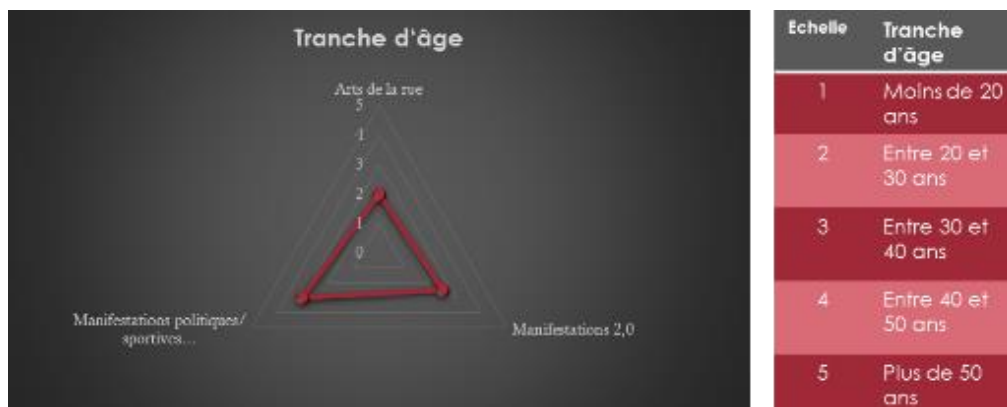 Tranche d'âge
Arts de la rue
5
4
3
2
1
0
Manifestations politiques/
sportives...
Manifestations 2,0
Echelle Tranche
d'âge
1 Moins de 20
ans
2 Entre 20 et
30 ans
3 Entre 30 et
40 ans
4 Entre 40 et
50 ans
5 Plus de 50
ans